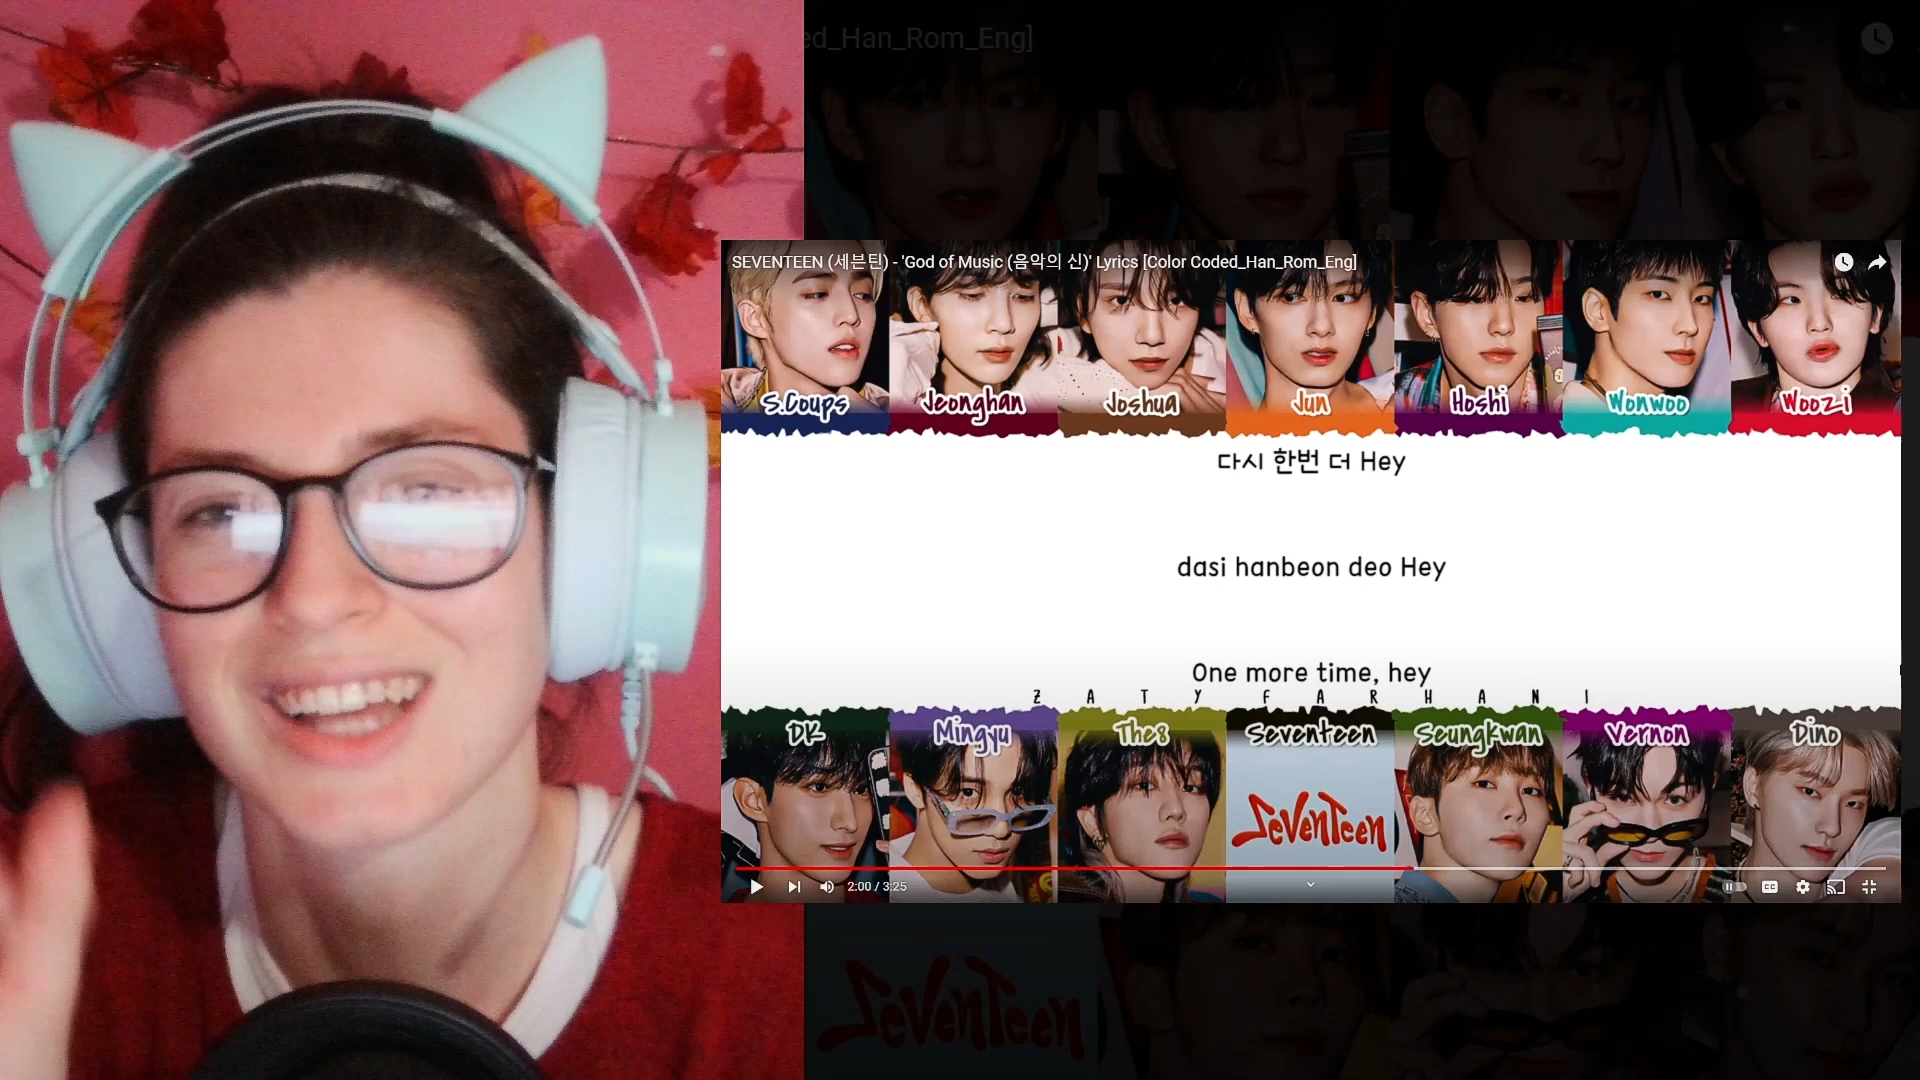 ed_Han_Rom_Eng]
SEVENTEEN (세븐틴) - 'God of Music (음악의 신)' Lyrics [Color Coded_Han_Rom_Eng]
S.Coups
Jeonghan
Joshua
Jun
Hoshi
Wonwoo
Woozi
다시 한번 더 Hey
dasi hanbeon deo Hey
One more time, hey
Z A T Y F A R H A N I
DK
Mingyu
The8
Seventeen
Seungkwan
Vernon
Dino
SEVENTEEN
2:00 / 3:25
CC
SEVENTEEN